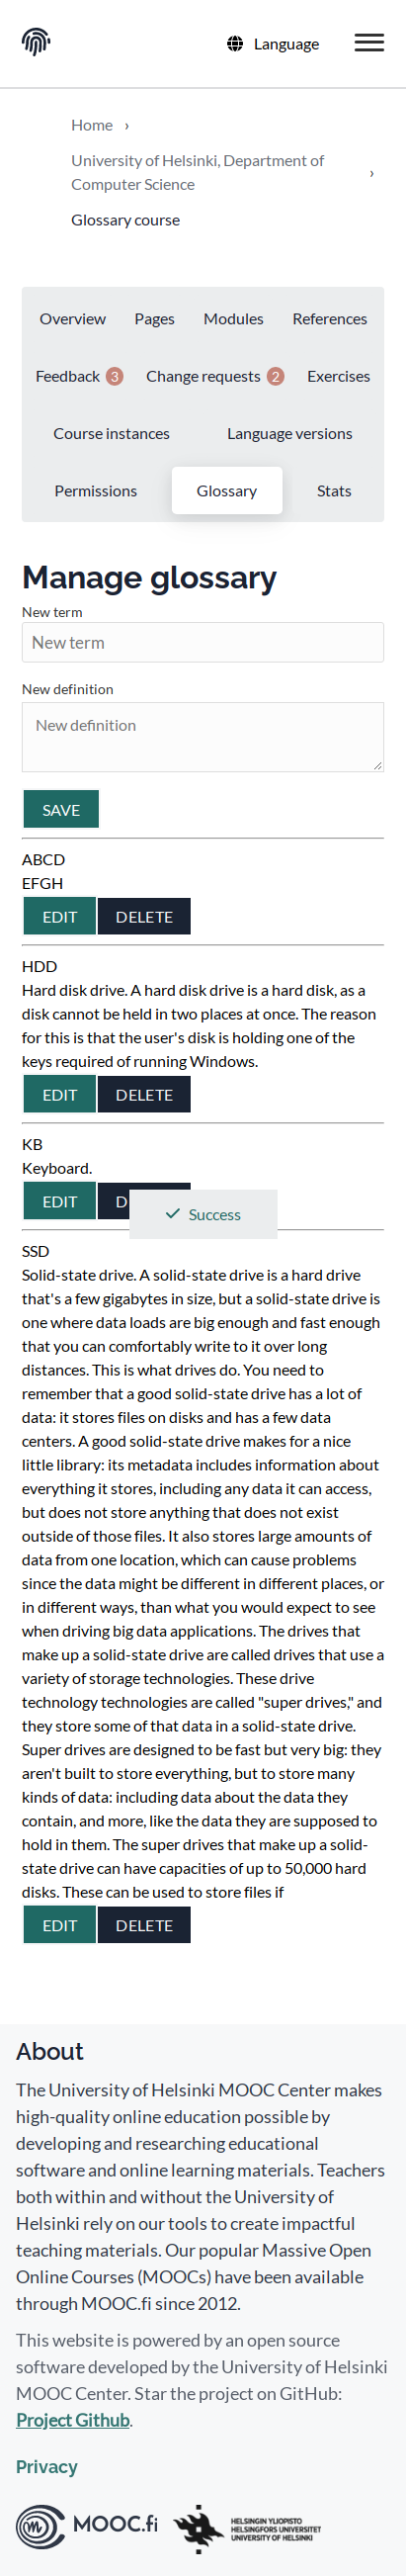 Language
Home ›
University of Helsinki, Department of
Computer Science ›
Glossary course
Overview Pages Modules References
Feedback 3 Change requests 2 Exercises
Course instances Language versions
Permissions Glossary Stats
Manage glossary
New term
New term
New definition
New definition
SAVE
ABCD
EFGH
EDIT DELETE
HDD
Hard disk drive. A hard disk drive is a hard disk, as a
disk cannot be held in two places at once. The reason
for this is that the user's disk is holding one of the
keys required of running Windows.
EDIT DELETE
KB
Keyboard.
EDIT D
Success
SSD
Solid-state drive. A solid-state drive is a hard drive
that's a few gigabytes in size, but a solid-state drive is
one where data loads are big enough and fast enough
that you can comfortably write to it over long
distances. This is what drives do. You need to
remember that a good solid-state drive has a lot of
data: it stores files on disks and has a few data
centers. A good solid-state drive makes for a nice
little library: its metadata includes information about
everything it stores, including any data it can access,
but does not store anything that does not exist
outside of those files. It also stores large amounts of
data from one location, which can cause problems
since the data might be different in different places, or
in different ways, than what you would expect to see
when driving big data applications. The drives that
make up a solid-state drive are called drives that use a
variety of storage technologies. These drive
technology technologies are called "super drives," and
they store some of that data in a solid-state drive.
Super drives are designed to be fast but very big: they
aren't built to store everything, but to store many
kinds of data: including data about the data they
contain, and more, like the data they are supposed to
hold in them. The super drives that make up a solid-
state drive can have capacities of up to 50,000 hard
disks. These can be used to store files if
EDIT DELETE
About
The University of Helsinki MOOC Center makes
high-quality online education possible by
developing and researching educational
software and online learning materials. Teachers
both within and without the University of
Helsinki rely on our tools to create impactful
teaching materials. Our popular Massive Open
Online Courses (MOOCs) have been available
through MOOC.fi since 2012.
This website is powered by an open source
software developed by the University of Helsinki
MOOC Center. Star the project on GitHub:
Project Github.
Privacy
MOOC.fi
HELSINGIN YLIOPISTO
HELSINGFORS UNIVERSITET
UNIVERSITY OF HELSINKI